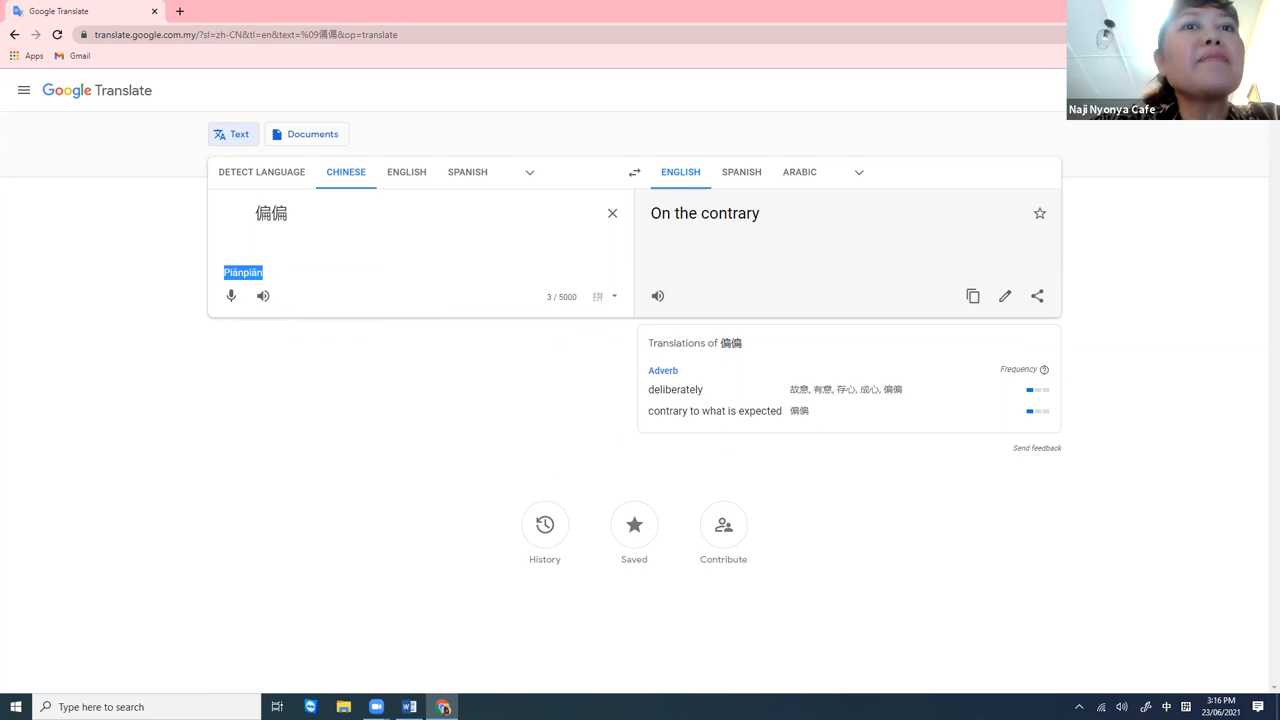 Google Translate
translate.google.com.my/?sl=zh-CN&tl=en&text=%09偏偏&op=translate
Apps
Gmail
Naji Nyonya Cafe
Google Translate
Text
Documents
DETECT LANGUAGE
CHINESE
ENGLISH
SPANISH
ENGLISH
SPANISH
ARABIC
偏偏
On the contrary
Piānpiān
3 / 5000
拼
Translations of 偏偏
Adverb
Frequency
deliberately
故意, 有意, 存心, 成心, 偏偏
contrary to what is expected
偏偏
Send feedback
History
Saved
Contribute
Type here to search
中
拼
3:16 PM
23/06/2021